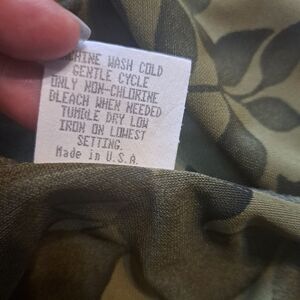 MACHINE WASH COLD
GENTLE CYCLE
ONLY NON-CHLORINE
BLEACH WHEN NEEDED
TUMBLE DRY LOW
IRON ON LOWEST
SETTING.
Made in U.S.A.